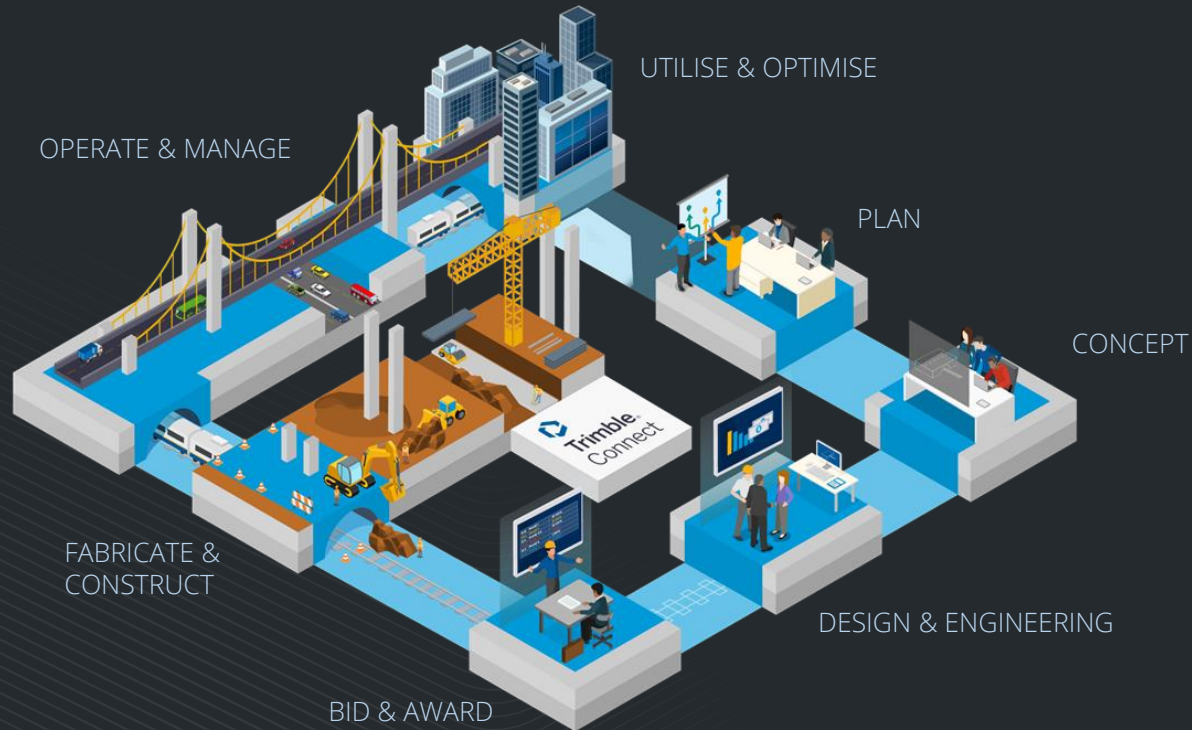 UTILISE & OPTIMISE
OPERATE & MANAGE
PLAN
CONCEPT
Trimble®
Connect
FABRICATE &
CONSTRUCT
DESIGN & ENGINEERING
BID & AWARD